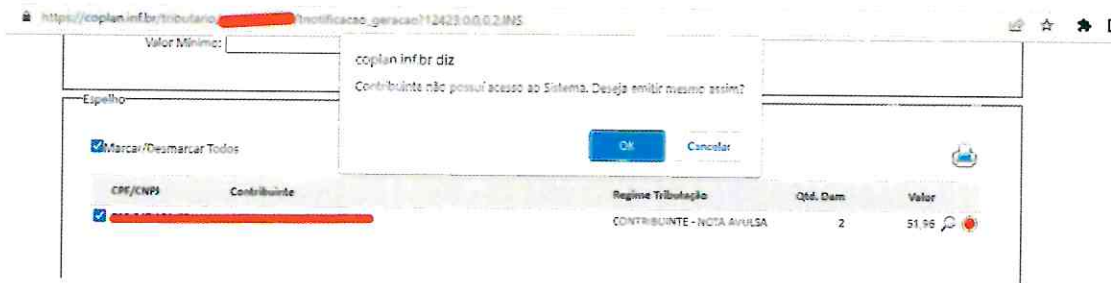 https://coplan.inf.br/tributario, /tnotificacao_geracao?12423:0:0:0:2:INS
Valor Mínimo:
coplan.inf.br diz
Contribuinte não possuí acesso ao Sistema. Deseja emitir mesmo assim?
OK Cancelar
Espelho
Marcar/Desmarcar Todos
CPF/CNPJ Contribuinte Regime Tributação Qtd. Dam Valor
CONTRIBUINTE - NOTA AVULSA 2 51,96